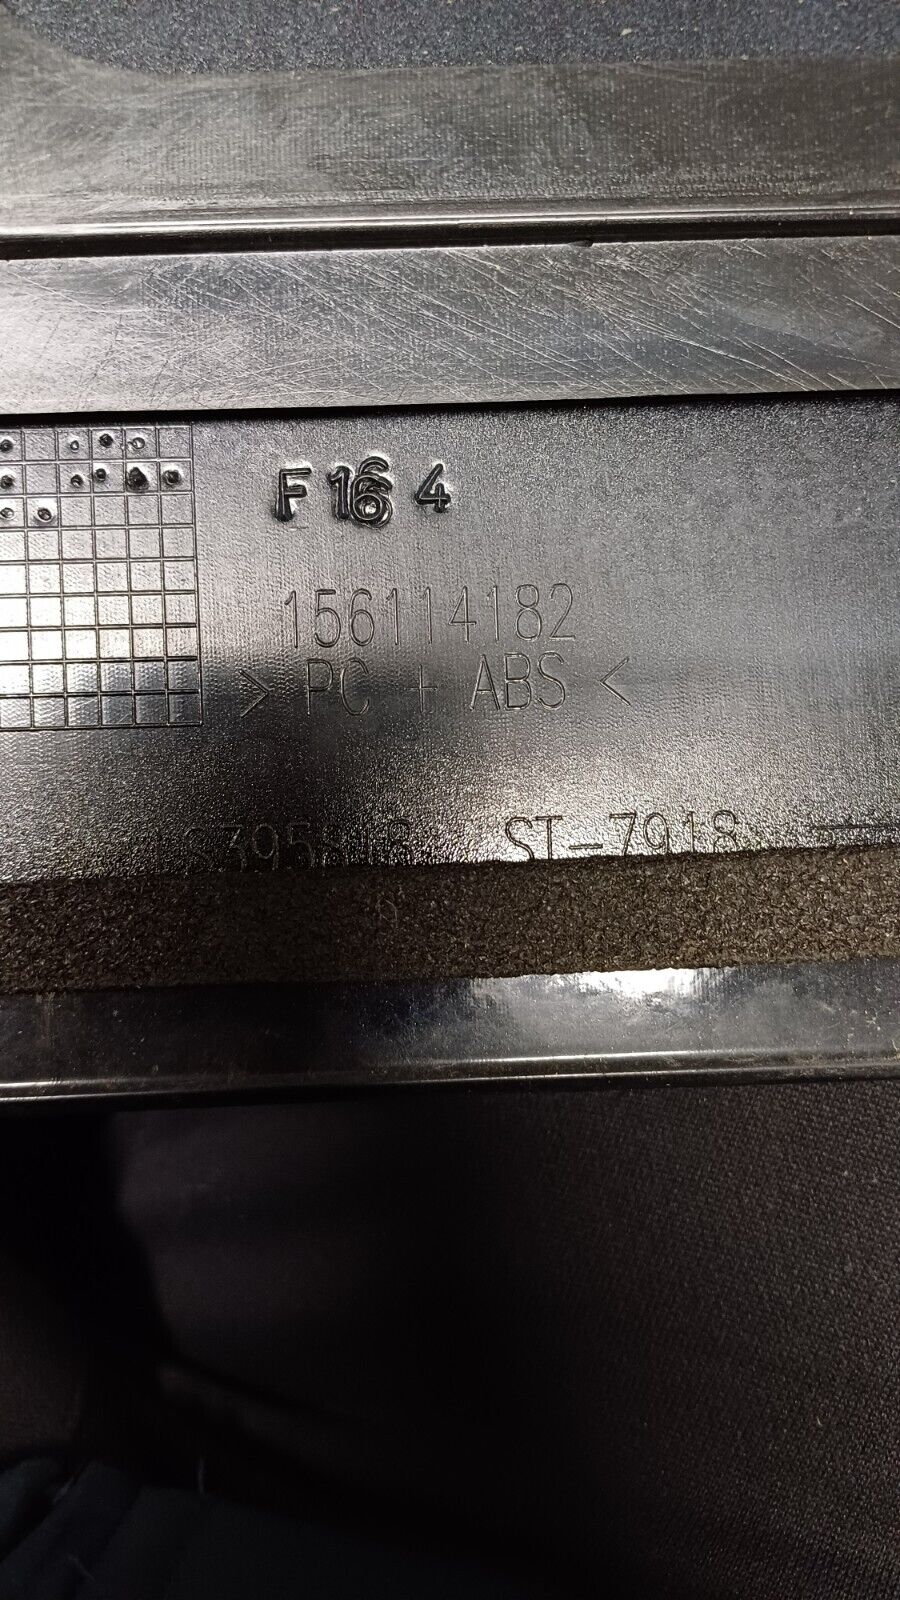 F 16 4
156114182
> PC + ABS <
ST-7918